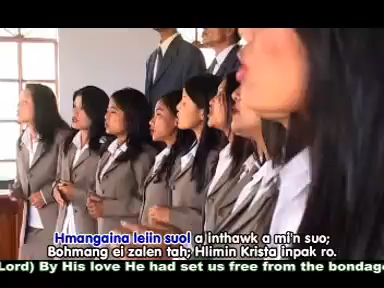 Hmangaina leiin suol a inthawk a mi'n suo;
Bohmang ei zalen tah; Hlimin Krista inpak ro.
Lord) By His love He had set us free from the bondage